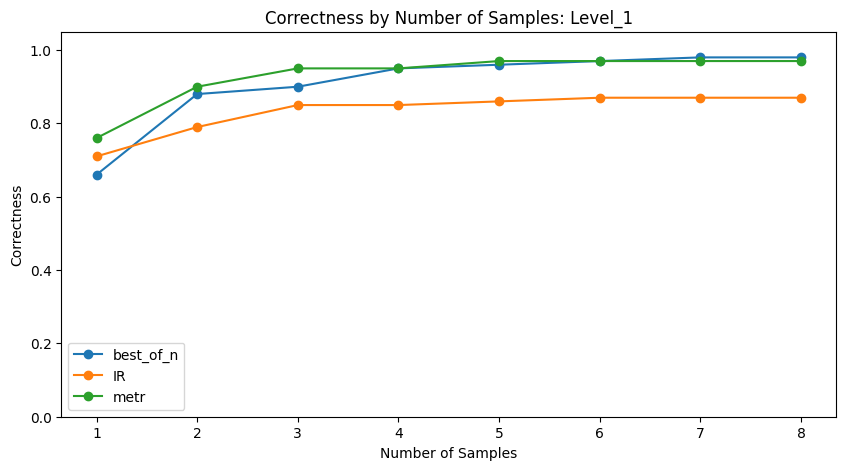 Correctness by Number of Samples: Level_1
1.0
0.8
0.6
0.4
0.2
0.0
Correctness
best_of_n
IR
metr
1 2 3 4 5 6 7 8
Number of Samples